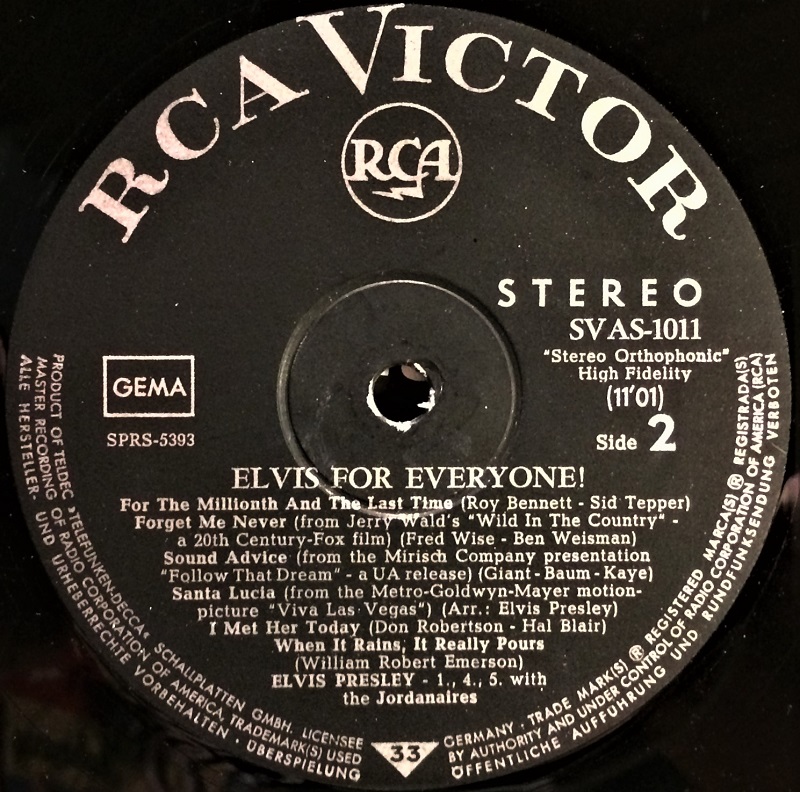 RCA VICTOR
RCA
STEREO
SVAS-1011
"Stereo Orthophonic"
High Fidelity
(11'01)
Side 2
GEMA
SPRS-5393
ELVIS FOR EVERYONE!
For The Millionth And The Last Time (Roy Bennett - Sid Tepper)
Forget Me Never (from Jerry Wald's "Wild In The Country" -
a 20th Century-Fox film) (Fred Wise - Ben Weisman)
Sound Advice (from the Mirisch Company presentation
"Follow That Dream" - a UA release) (Giant - Baum - Kaye)
Santa Lucia (from the Metro-Goldwyn-Mayer motion-
picture "Viva Las Vegas") (Arr.: Elvis Presley)
I Met Her Today (Don Robertson - Hal Blair)
When It Rains, It Really Pours
(William Robert Emerson)
ELVIS PRESLEY - 1., 4., 5. with
the Jordanaires
33
PRODUCT OF TELDEC »TELEFUNKEN-DECCA« SCHALLPLATTEN GMBH. LICENSEE
MASTER RECORDING OF RADIO CORPORATION OF AMERICA, TRADEMARK(S) USED
ALLE HERSTELLER- UND URHEBERRECHTE VORBEHALTEN · ÜBERSPIELUNG
GERMANY · TRADE MARK(S) ® REGISTERED MARCA(S) ® REGISTRADA(S)
BY AUTHORITY AND UNDER CONTROL OF RADIO CORPORATION OF AMERICA (RCA)
ÖFFENTLICHE AUFFÜHRUNG UND RUNDFUNKSENDUNG VERBOTEN